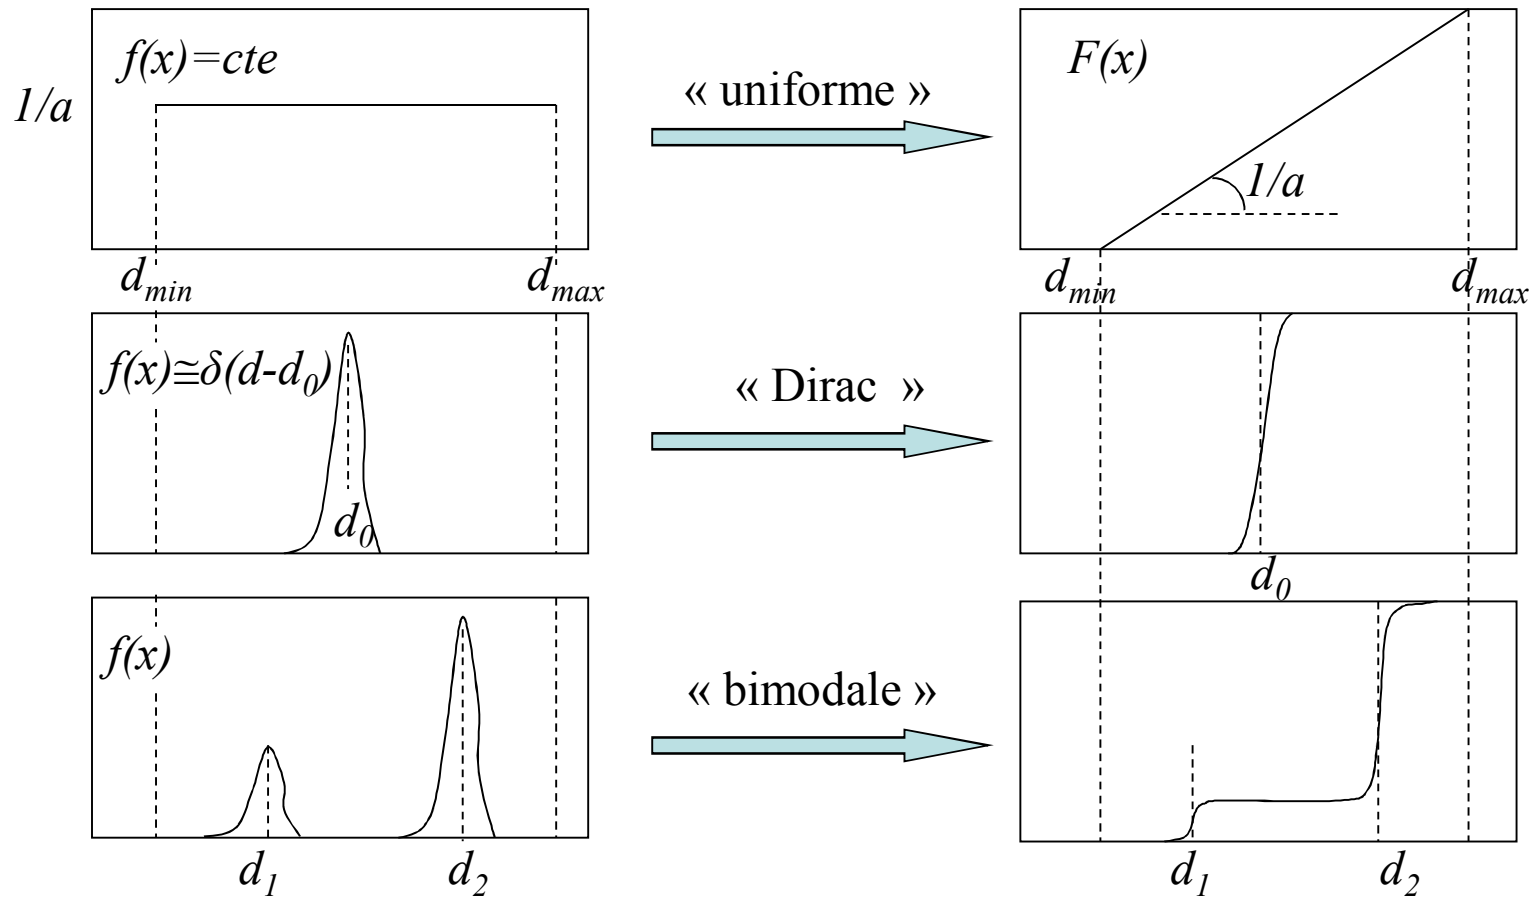 f(x)=cte
« uniforme »
F(x)
1/a
1/a
d_min
d_max
d_min
d_max
f(x)≅δ(d-d_0)
« Dirac »
d_0
d_0
f(x)
« bimodale »
d_1
d_2
d_1
d_2